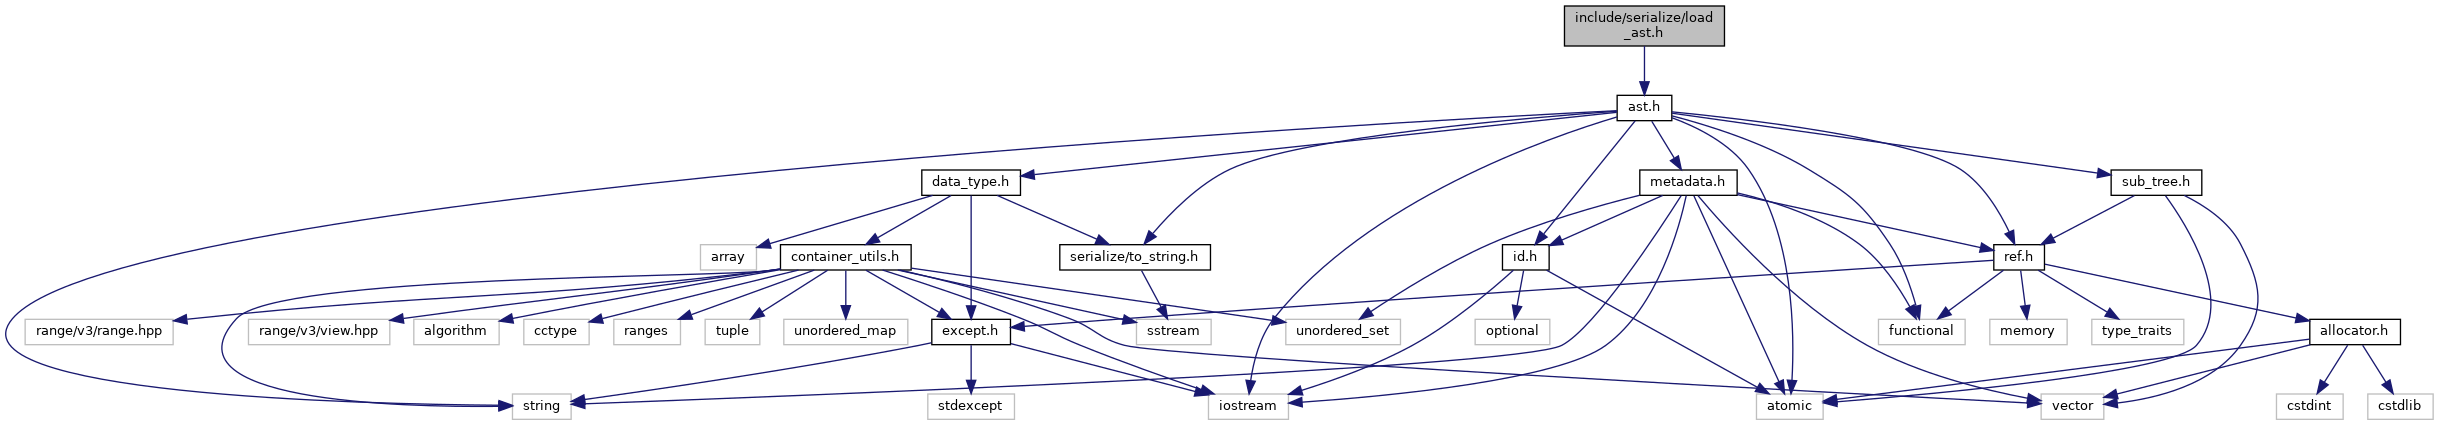 include/serialize/load
_ast.h
ast.h
data_type.h
metadata.h
sub_tree.h
array
container_utils.h
serialize/to_string.h
id.h
ref.h
range/v3/range.hpp
range/v3/view.hpp
algorithm
cctype
ranges
tuple
unordered_map
except.h
sstream
unordered_set
optional
functional
memory
type_traits
allocator.h
string
stdexcept
iostream
atomic
vector
cstdint
cstdlib